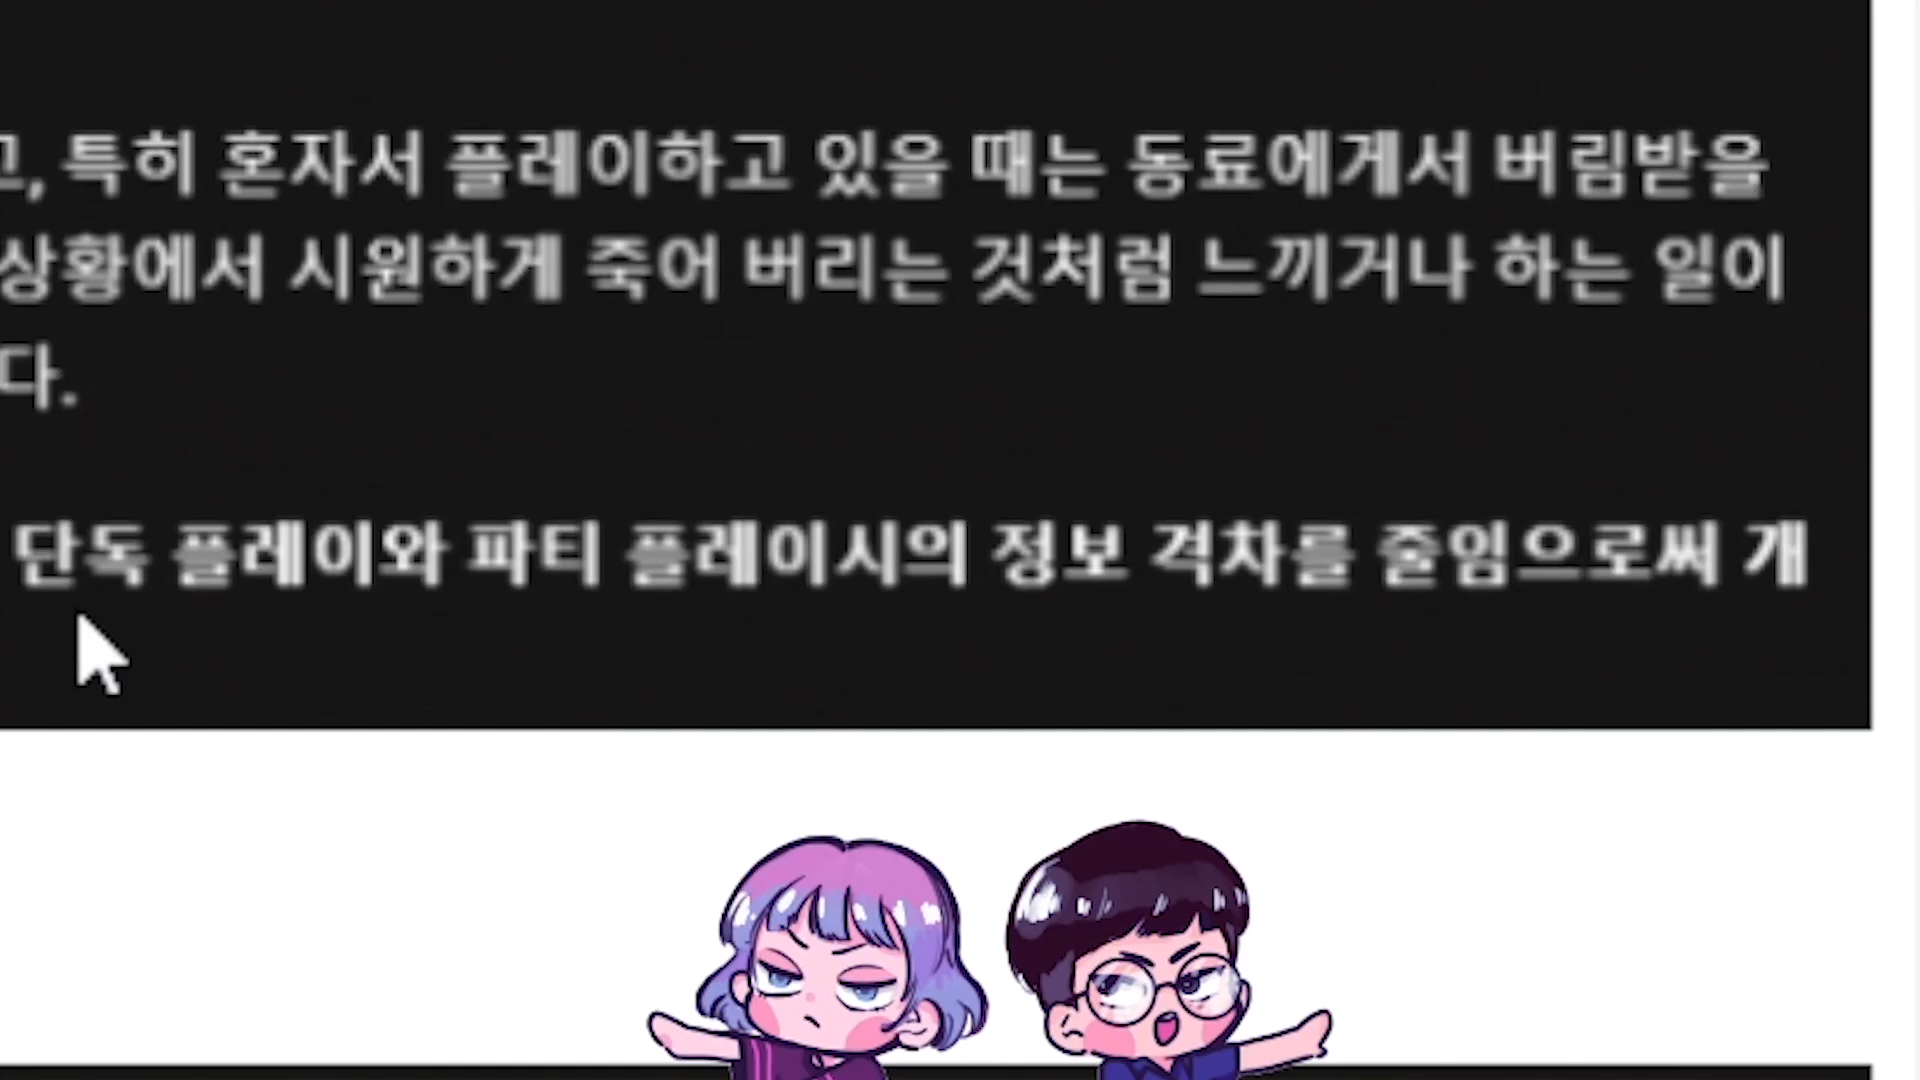 고, 특히 혼자서 플레이하고 있을 때는 동료에게서 버림받을
상황에서 시원하게 죽어 버리는 것처럼 느끼거나 하는 일이
다.
단독 플레이와 파티 플레이시의 정보 격차를 줄임으로써 개